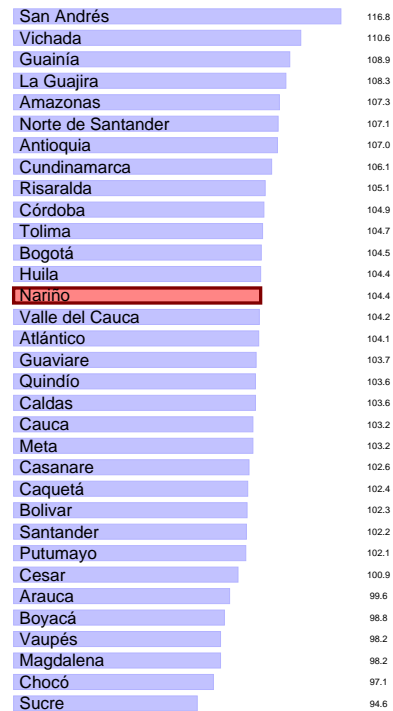 San Andrés 116.8
Vichada 110.6
Guainía 108.9
La Guajira 108.3
Amazonas 107.3
Norte de Santander 107.1
Antioquia 107.0
Cundinamarca 106.1
Risaralda 105.1
Córdoba 104.9
Tolima 104.7
Bogotá 104.5
Huila 104.4
Nariño 104.4
Valle del Cauca 104.2
Atlántico 104.1
Guaviare 103.7
Quindío 103.6
Caldas 103.6
Cauca 103.2
Meta 103.2
Casanare 102.6
Caquetá 102.4
Bolivar 102.3
Santander 102.2
Putumayo 102.1
Cesar 100.9
Arauca 99.6
Boyacá 98.8
Vaupés 98.2
Magdalena 98.2
Chocó 97.1
Sucre 94.6